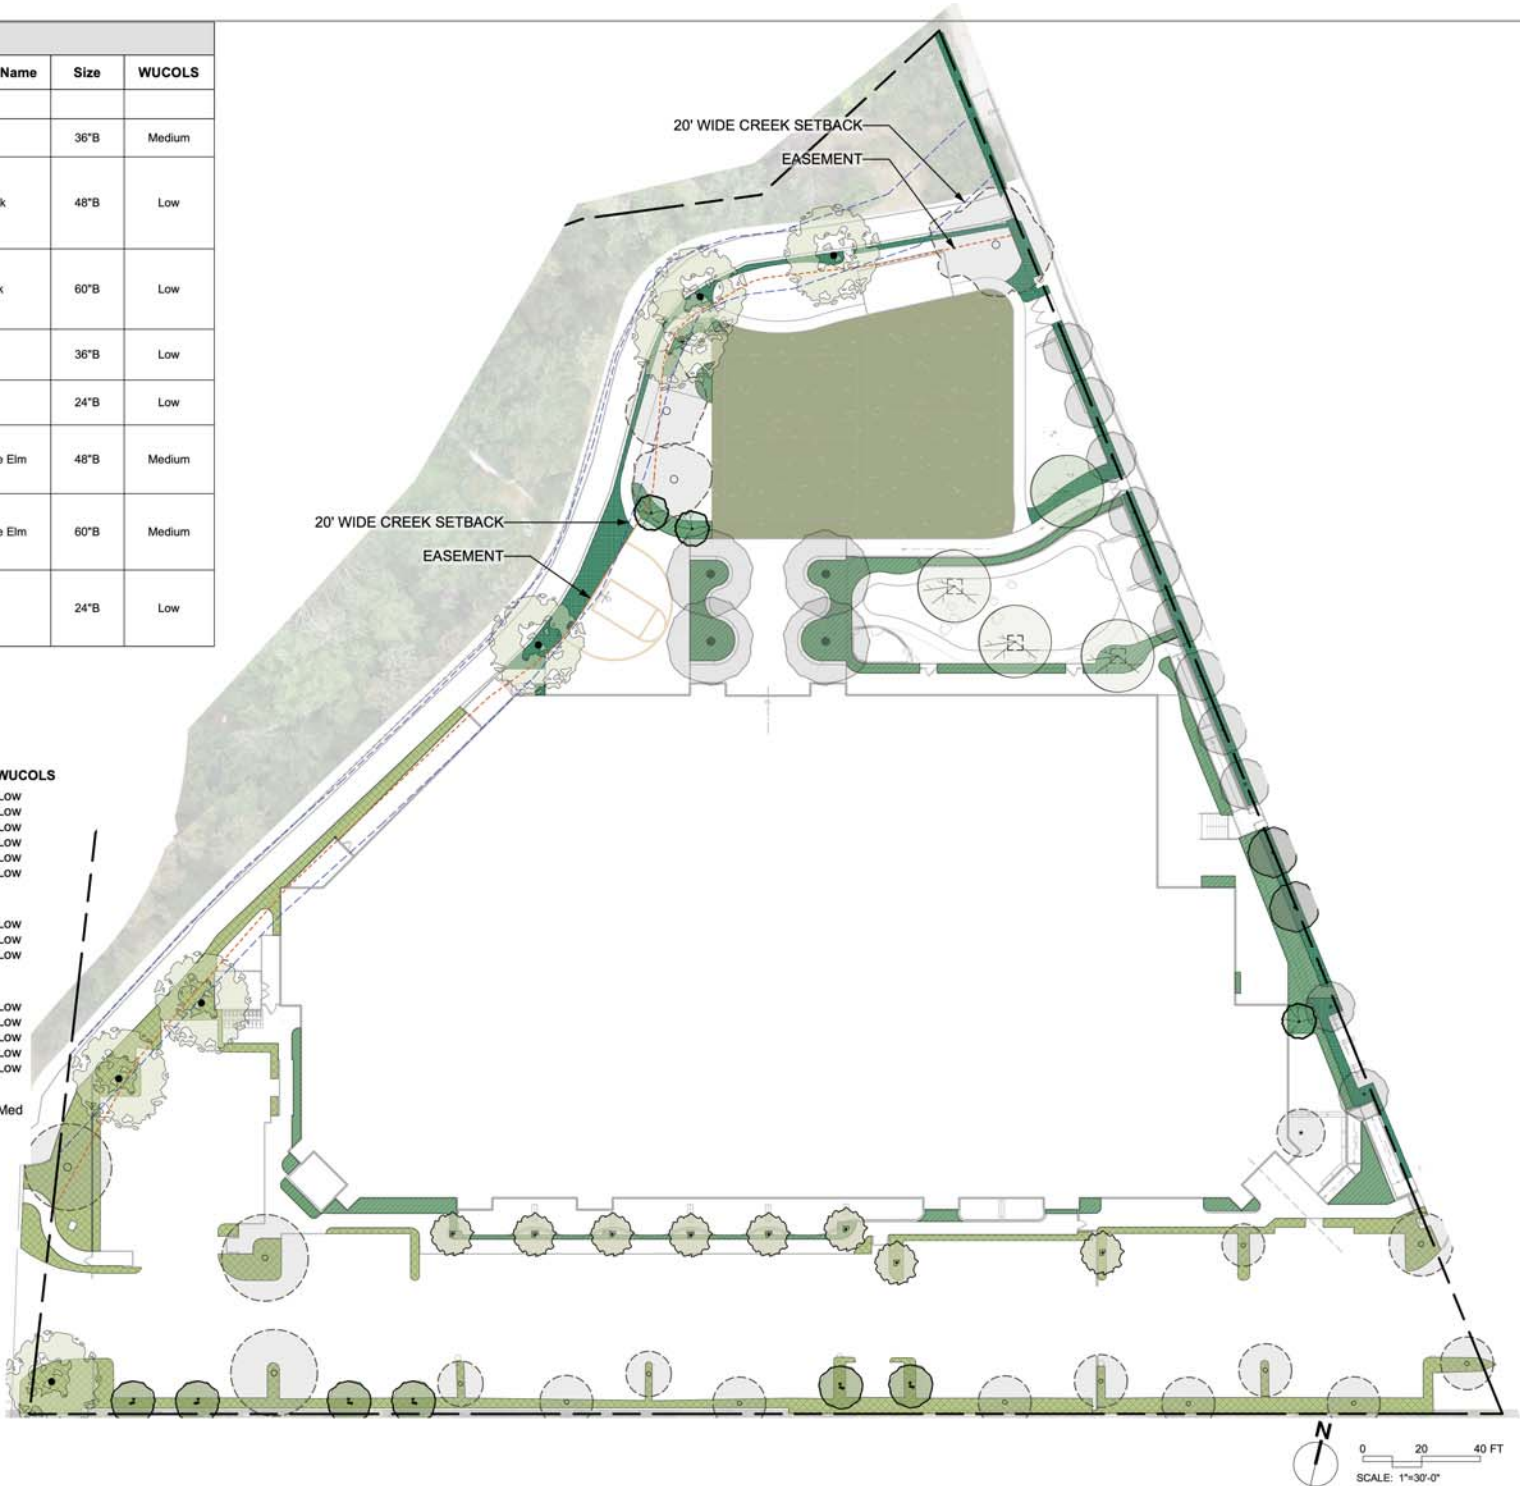 Name Size WUCOLS
36"B Medium
k 48"B Low
k 60"B Low
36"B Low
24"B Low
e Elm 48"B Medium
e Elm 60"B Medium
24"B Low
20' WIDE CREEK SETBACK
EASEMENT
20' WIDE CREEK SETBACK
EASEMENT
WUCOLS
Low
Low
Low
Low
Low
Low
Low
Low
Low
Low
Low
Low
Low
Low
Med
N
0 20 40 FT
SCALE: 1"=30'-0"